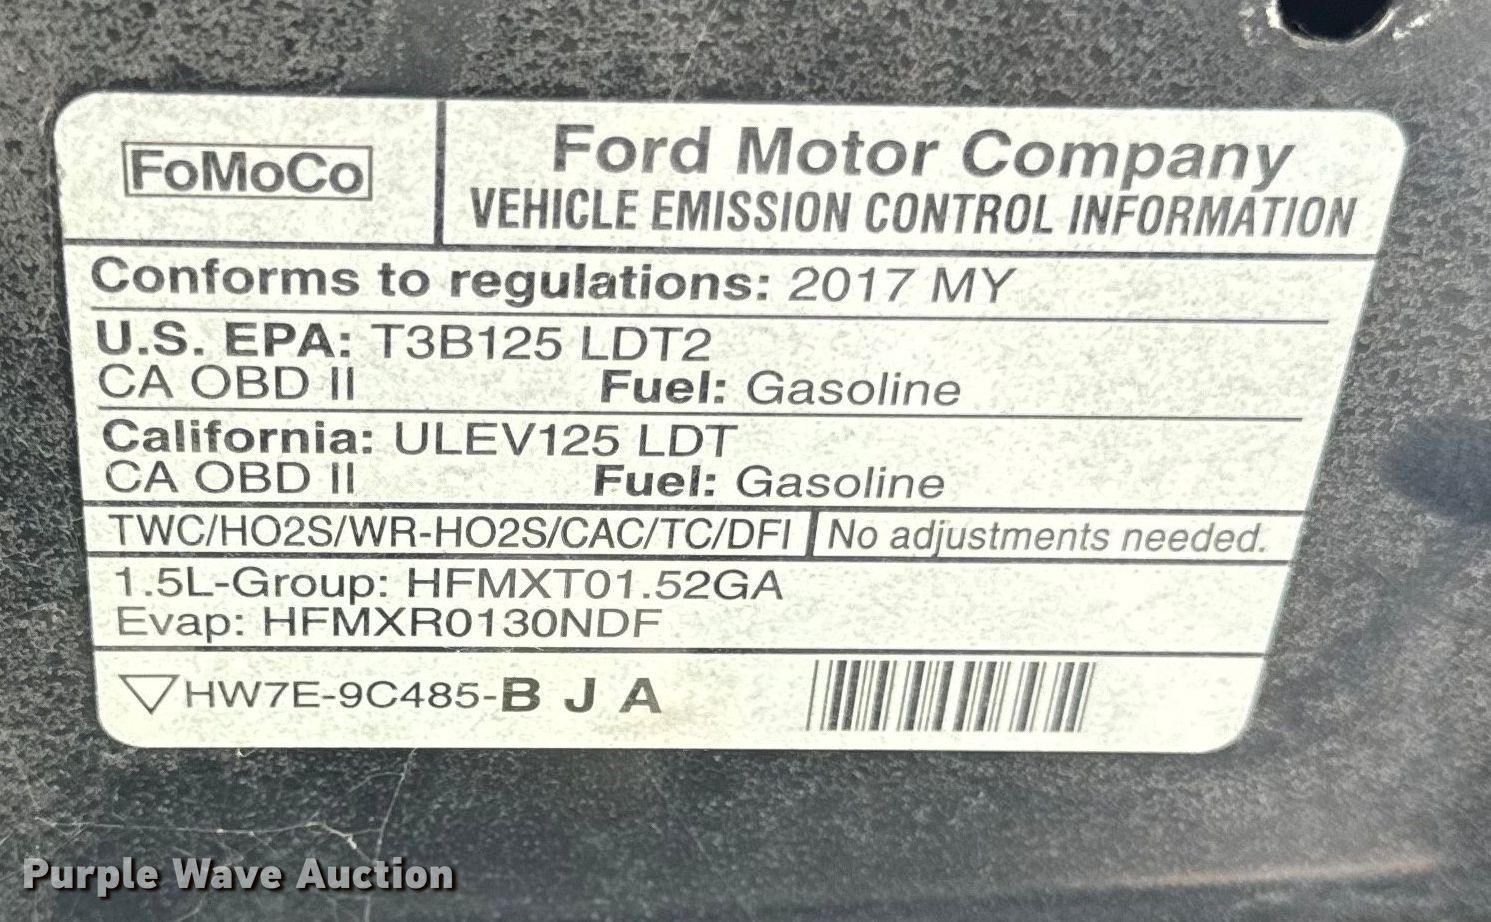 FoMoCo
Ford Motor Company
VEHICLE EMISSION CONTROL INFORMATION
Conforms to regulations: 2017 MY
U.S. EPA: T3B125 LDT2
CA OBD II Fuel: Gasoline
California: ULEV125 LDT
CA OBD II Fuel: Gasoline
TWC/HO2S/WR-HO2S/CAC/TC/DFI No adjustments needed.
1.5L-Group: HFMXT01.52GA
Evap: HFMXR0130NDF
HW7E-9C485-B J A
Purple Wave Auction